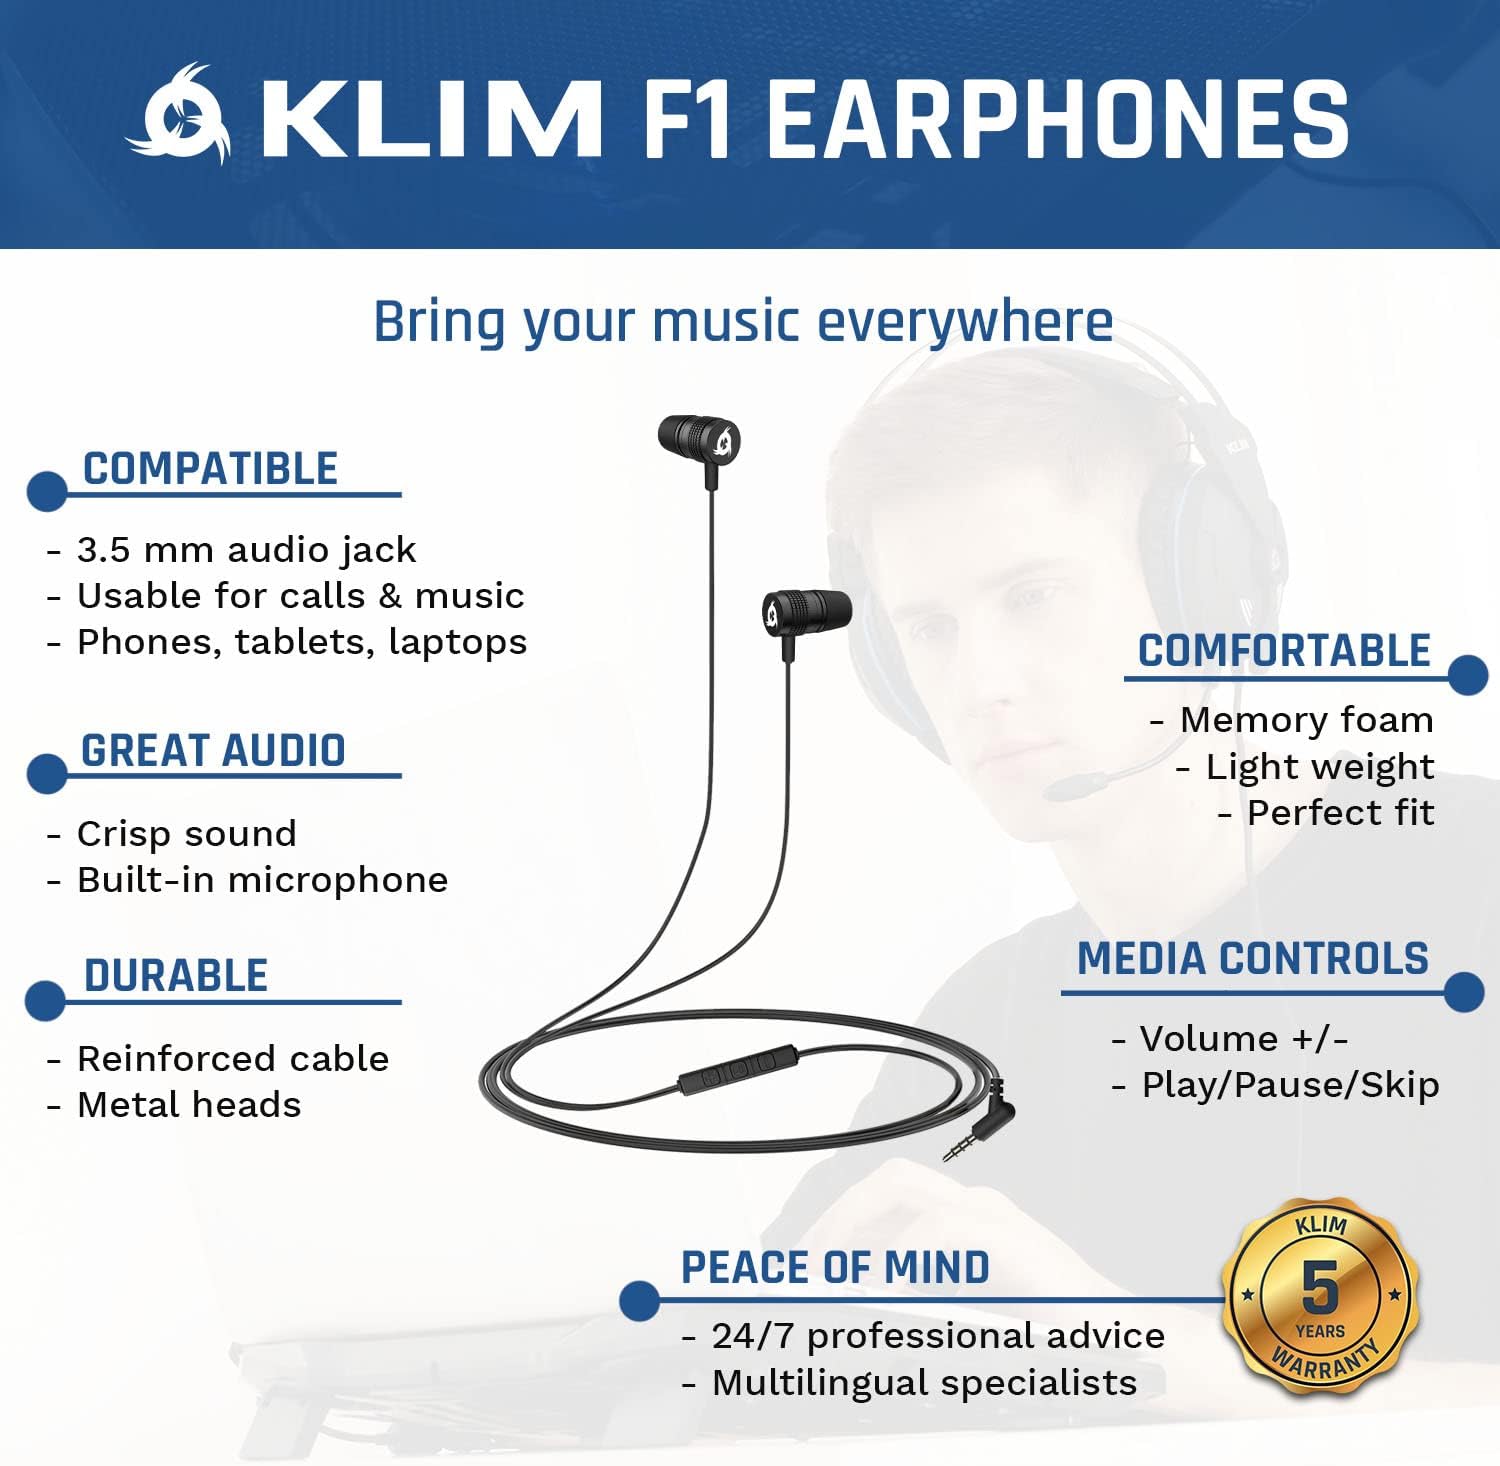 KLIM F1 EARPHONES
Bring your music everywhere
COMPATIBLE
- 3.5 mm audio jack
- Usable for calls & music
- Phones, tablets, laptops
GREAT AUDIO
- Crisp sound
- Built-in microphone
DURABLE
- Reinforced cable
- Metal heads
KLIM
COMFORTABLE
- Memory foam
- Light weight
- Perfect fit
MEDIA CONTROLS
- Volume +/-
- Play/Pause/Skip
PEACE OF MIND
- 24/7 professional advice
- Multilingual specialists
KLIM
5
YEARS
WARRANTY